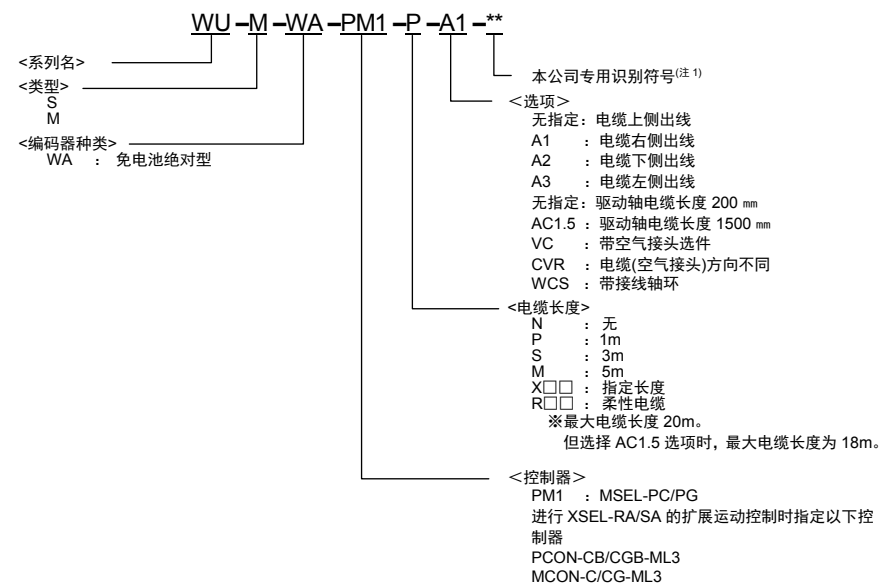 WU -M -WA -PM1 -P -A1 -**
<系列名>
<类型>
S
M
<编码器种类>
WA ： 免电池绝对型
本公司专用识别符号(注 1)
＜选项＞
无指定：电缆上侧出线
A1 ：电缆右侧出线
A2 ：电缆下侧出线
A3 ：电缆左侧出线
无指定：驱动轴电缆长度 200 ㎜
AC1.5 ：驱动轴电缆长度 1500 ㎜
VC ：带空气接头选件
CVR ：电缆(空气接头)方向不同
WCS ：带接线轴环
<电缆长度>
N ：无
P ：1m
S ：3m
M ：5m
X□□ ：指定长度
R□□ ：柔性电缆
※最大电缆长度 20m。
但选择 AC1.5 选项时，最大电缆长度为 18m。
＜控制器＞
PM1 ：MSEL-PC/PG
进行 XSEL-RA/SA 的扩展运动控制时指定以下控
制器
PCON-CB/CGB-ML3
MCON-C/CG-ML3